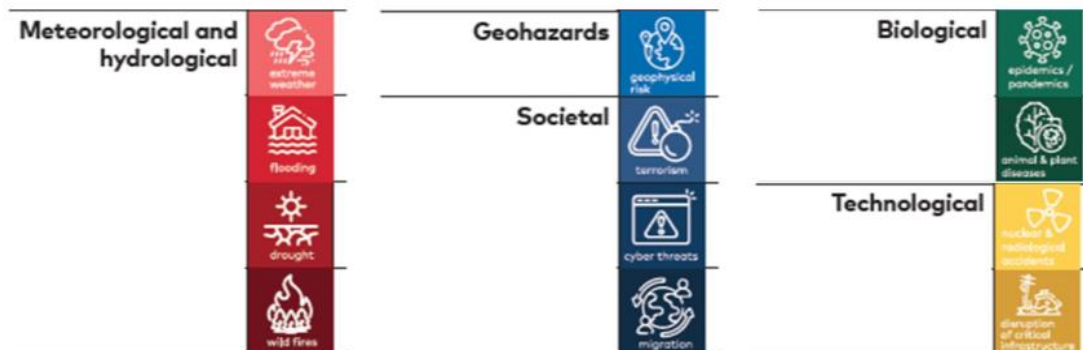 Meteorological and
hydrological
extreme
weather
flooding
drought
wild fires
Geohazards
geophysical
risk
Societal
terrorism
cyber threats
migration
Biological
epidemics /
pandemics
animal & plant
diseases
Technological
nuclear &
radiological
accidents
disruption
of critical
infrastructure